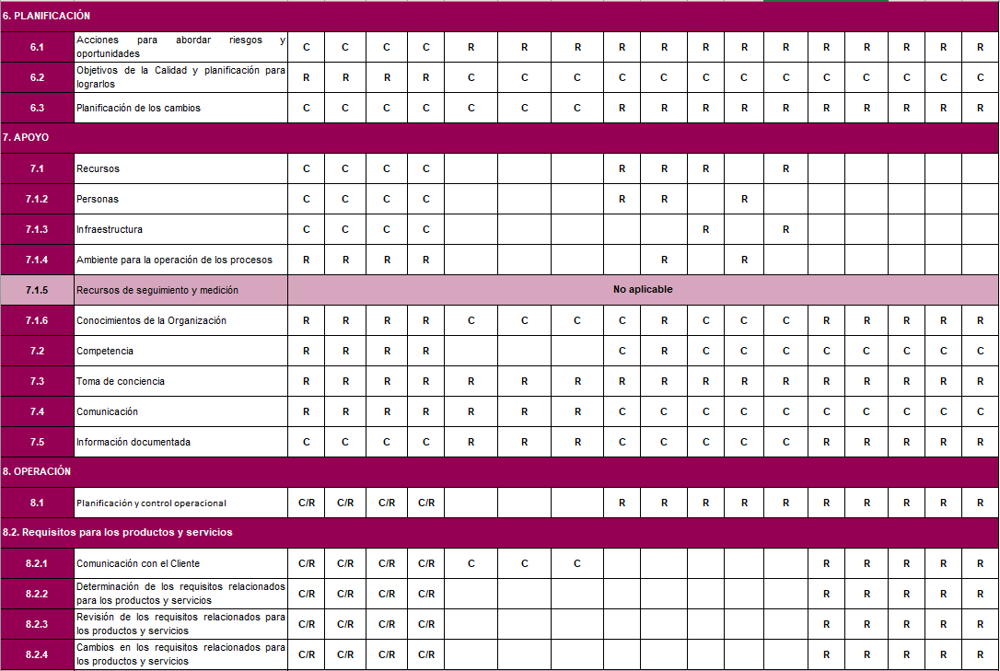 6. PLANIFICACIÓN
6.1 Acciones para abordar riesgos y oportunidades C C C C R R R R R R R R R R R R R
6.2 Objetivos de la Calidad y planificación para lograrlos R R R R C C C C C C C C C C C C C
6.3 Planificación de los cambios C C C C C C C R R R R R R R R R R
7. APOYO
7.1 Recursos C C C C R R R R
7.1.2 Personas C C C C R R R
7.1.3 Infraestructura C C C C R R
7.1.4 Ambiente para la operación de los procesos R R R R R R
7.1.5 Recursos de seguimiento y medición No aplicable
7.1.6 Conocimientos de la Organización R R R R C C C C R C C C R R R R R
7.2 Competencia R R R R C R C C C C C C C C
7.3 Toma de conciencia R R R R R R R R R R R R R R R R R
7.4 Comunicación R R R R R R R C C C C C C C C C C
7.5 Información documentada C C C C R R R C C C C C R R R R R
8. OPERACIÓN
8.1 Planificación y control operacional C/R C/R C/R C/R R R R R R R R R R R
8.2. Requisitos para los productos y servicios
8.2.1 Comunicación con el Cliente C/R C/R C/R C/R C C C R R R R R
8.2.2 Determinación de los requisitos relacionados para los productos y servicios C/R C/R C/R C/R R R R R R
8.2.3 Revisión de los requisitos relacionados para los productos y servicios C/R C/R C/R C/R R R R R R
8.2.4 Cambios en los requisitos relacionados para los productos y servicios C/R C/R C/R C/R R R R R R